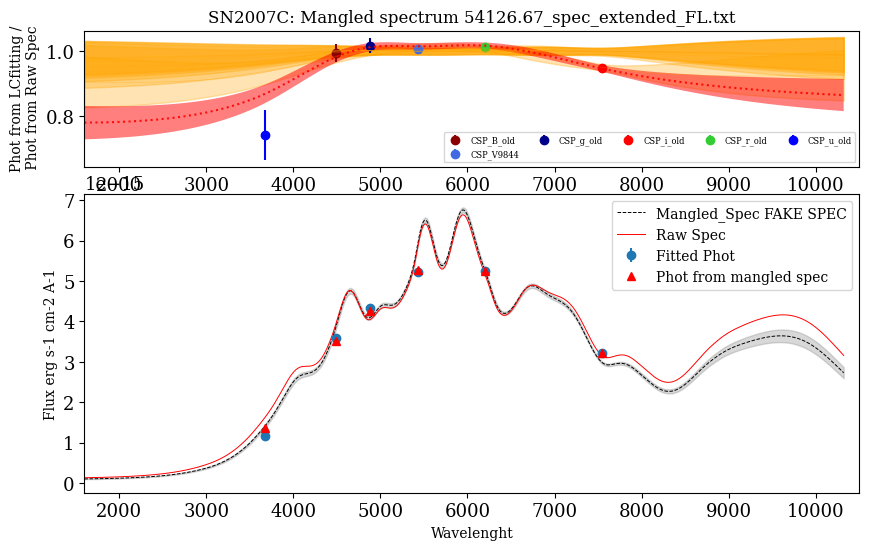 SN2007C: Mangled spectrum 54126.67_spec_extended_FL.txt
Phot from LCfitting /
Phot from Raw Spec
1.0
0.8
CSP_B_old
CSP_g_old
CSP_i_old
CSP_r_old
CSP_u_old
CSP_V9844
2000 3000 4000 5000 6000 7000 8000 9000 10000
1e−15
Flux erg s-1 cm-2 A-1
7
6
5
4
3
2
1
0
Mangled_Spec FAKE SPEC
Raw Spec
Fitted Phot
Phot from mangled spec
2000 3000 4000 5000 6000 7000 8000 9000 10000
Wavelenght